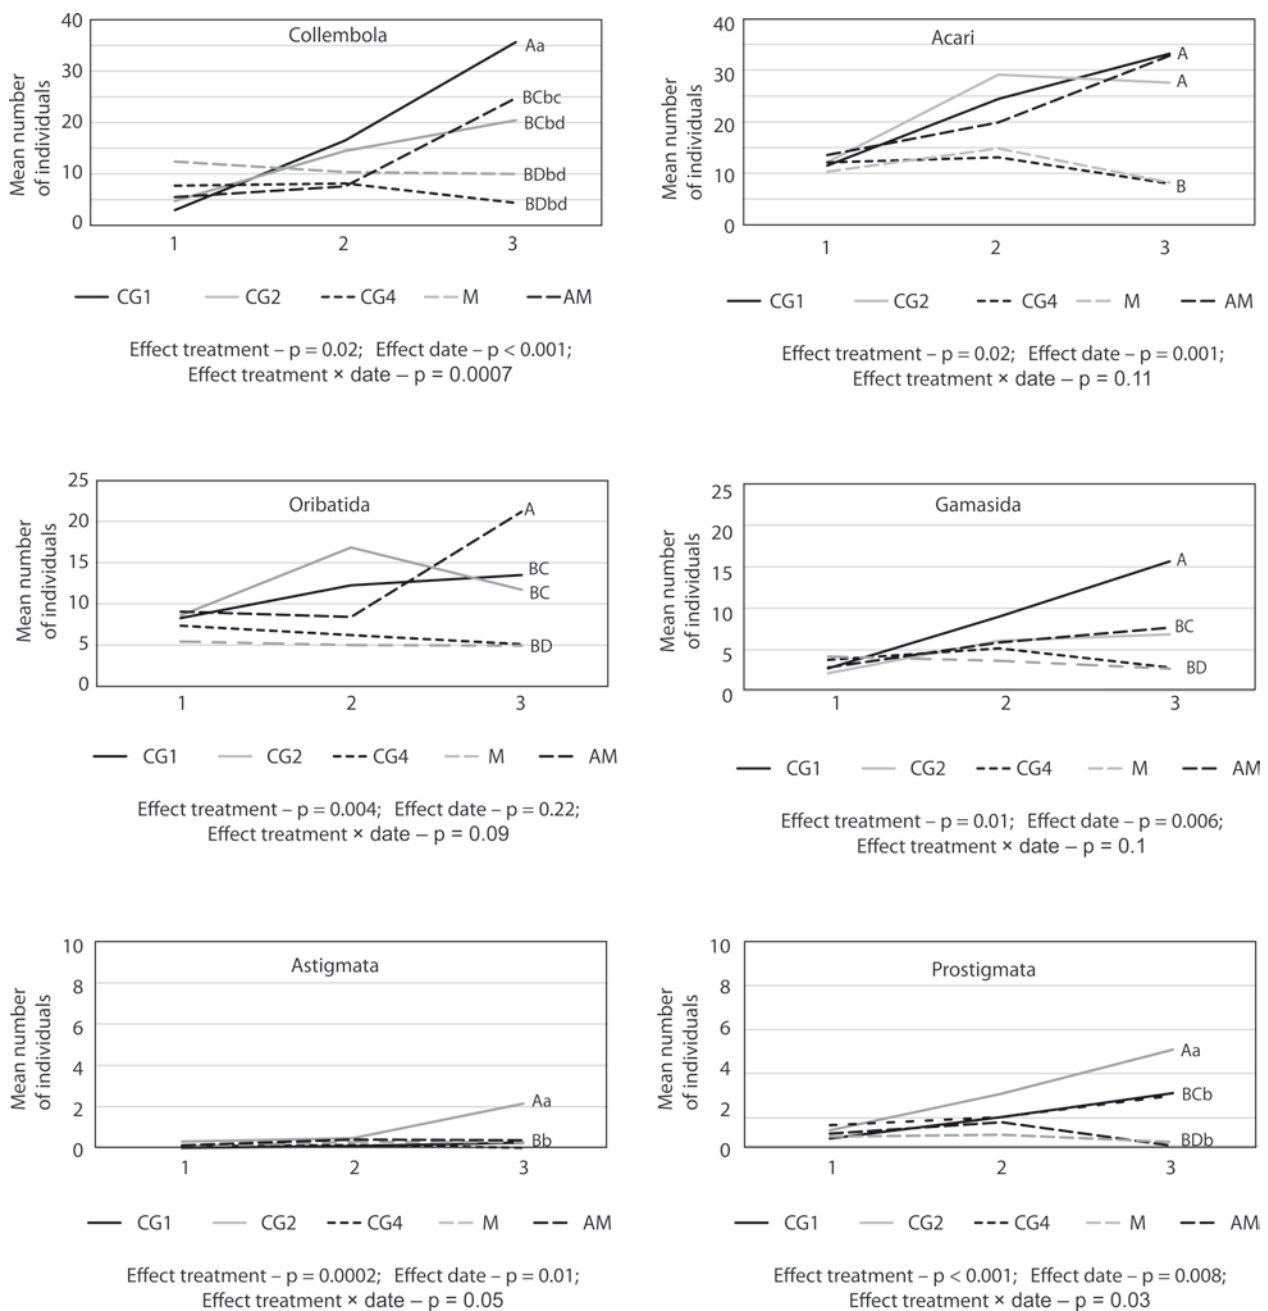 Collembola
Mean number
of individuals
40
30
20
10
0
Aa
BCbc
BCbd
BDbd
BDbd
1 2 3
CG1 CG2 CG4 M AM
Effect treatment – p = 0.02; Effect date – p < 0.001;
Effect treatment × date – p = 0.0007
Acari
Mean number
of individuals
40
30
20
10
0
A
A
B
1 2 3
CG1 CG2 CG4 M AM
Effect treatment – p = 0.02; Effect date – p = 0.001;
Effect treatment × date – p = 0.11
Oribatida
Mean number
of individuals
25
20
15
10
5
0
A
BC
BC
BD
1 2 3
CG1 CG2 CG4 M AM
Effect treatment – p = 0.004; Effect date – p = 0.22;
Effect treatment × date – p = 0.09
Gamasida
Mean number
of individuals
25
20
15
10
5
0
A
BC
BD
1 2 3
CG1 CG2 CG4 M AM
Effect treatment – p = 0.01; Effect date – p = 0.006;
Effect treatment × date – p = 0.1
Astigmata
Mean number
of individuals
10
8
6
4
2
0
Aa
Bb
1 2 3
CG1 CG2 CG4 M AM
Effect treatment – p = 0.0002; Effect date – p = 0.01;
Effect treatment × date – p = 0.05
Prostigmata
Mean number
of individuals
10
8
6
4
2
0
Aa
BCb
BDb
1 2 3
CG1 CG2 CG4 M AM
Effect treatment – p < 0.001; Effect date – p = 0.008;
Effect treatment × date – p = 0.03